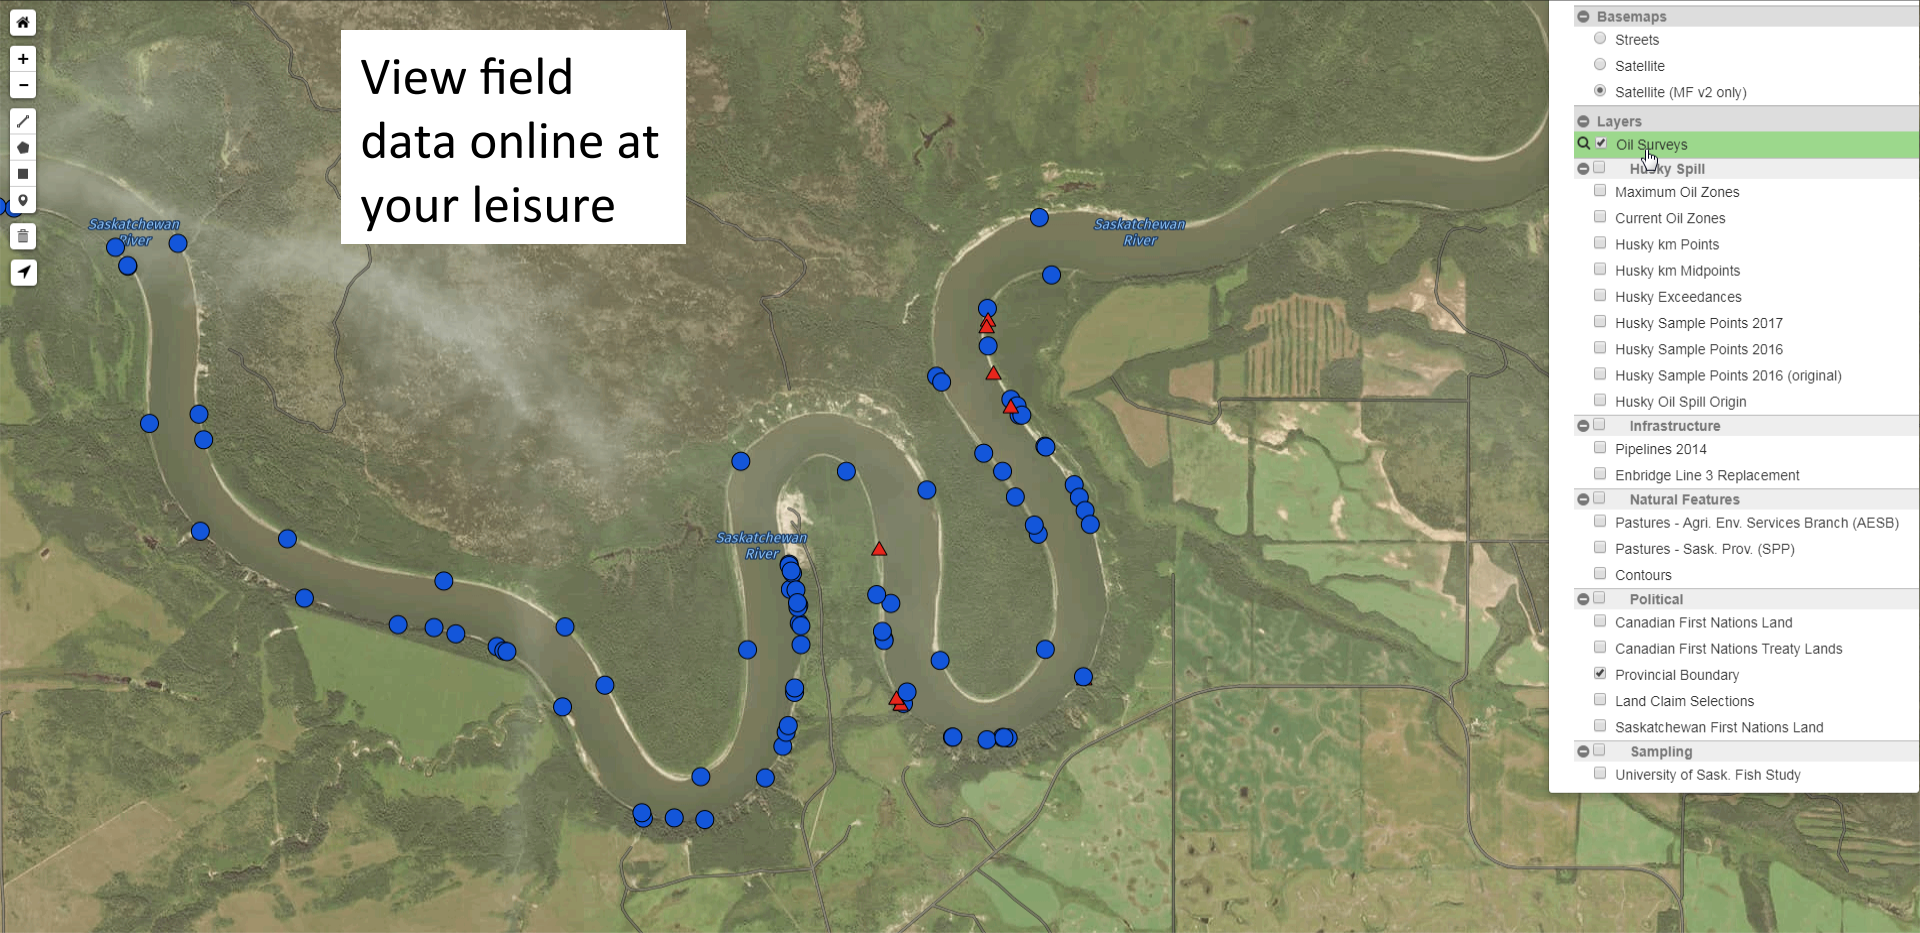 View field
data online at
your leisure
Saskatchewan
River
Saskatchewan
River
Saskatchewan
River
Basemaps
Streets
Satellite
Satellite (MF v2 only)
Layers
Oil Surveys
Husky Spill
Maximum Oil Zones
Current Oil Zones
Husky km Points
Husky km Midpoints
Husky Exceedances
Husky Sample Points 2017
Husky Sample Points 2016
Husky Sample Points 2016 (original)
Husky Oil Spill Origin
Infrastructure
Pipelines 2014
Enbridge Line 3 Replacement
Natural Features
Pastures - Agri. Env. Services Branch (AESB)
Pastures - Sask. Prov. (SPP)
Contours
Political
Canadian First Nations Land
Canadian First Nations Treaty Lands
Provincial Boundary
Land Claim Selections
Saskatchewan First Nations Land
Sampling
University of Sask. Fish Study